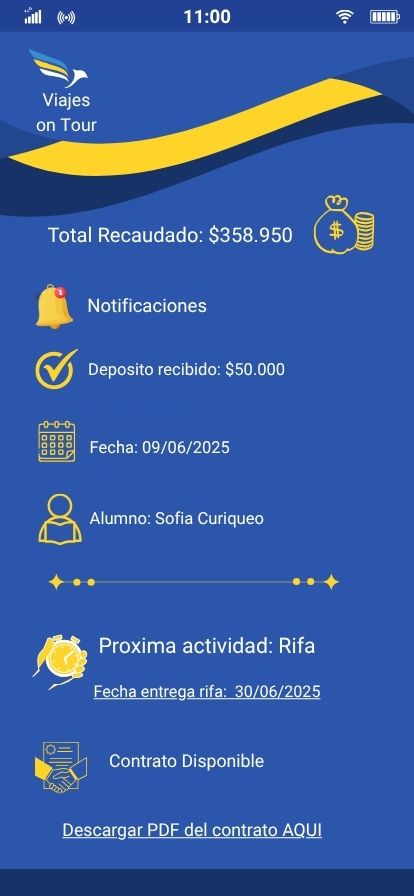 11:00
Viajes
on Tour
Total Recaudado: $358.950
$
1
Notificaciones
Deposito recibido: $50.000
Fecha: 09/06/2025
Alumno: Sofia Curiqueo
Proxima actividad: Rifa
Fecha entrega rifa: 30/06/2025
Contrato Disponible
Descargar PDF del contrato AQUI